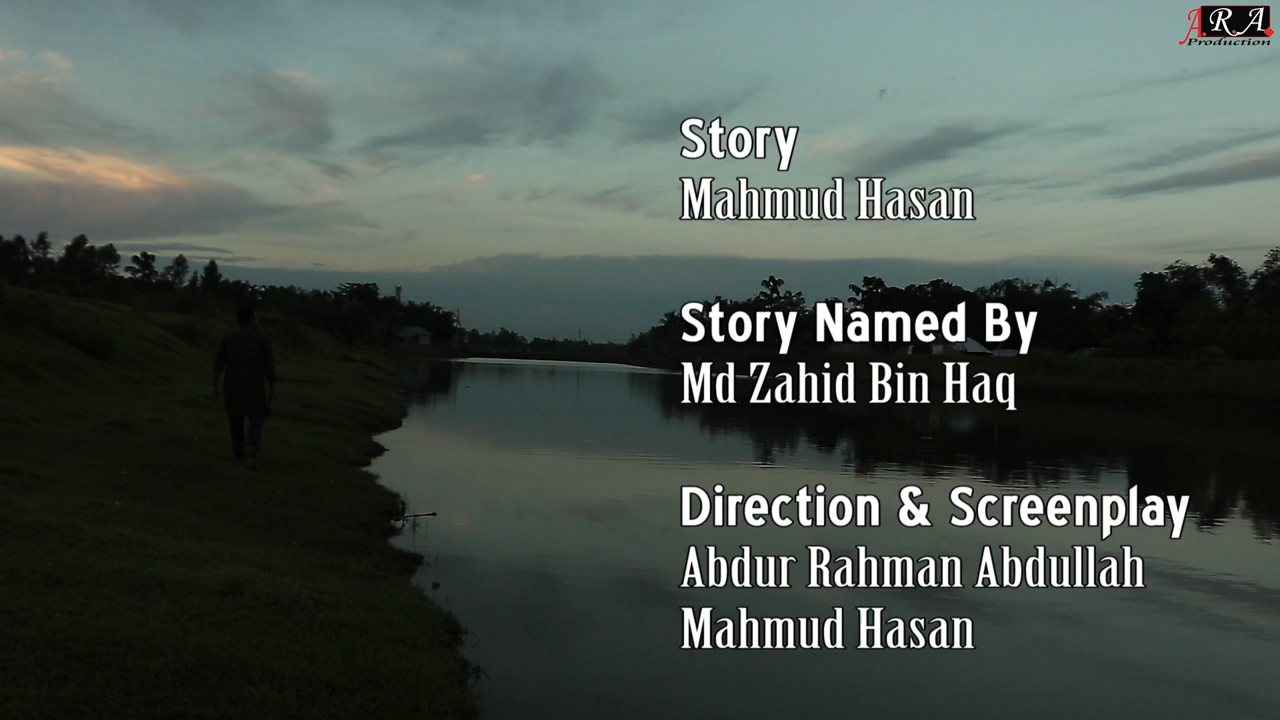 A.R.A.
Production
Story
Mahmud Hasan
Story Named By
Md Zahid Bin Haq
Direction & Screenplay
Abdur Rahman Abdullah
Mahmud Hasan